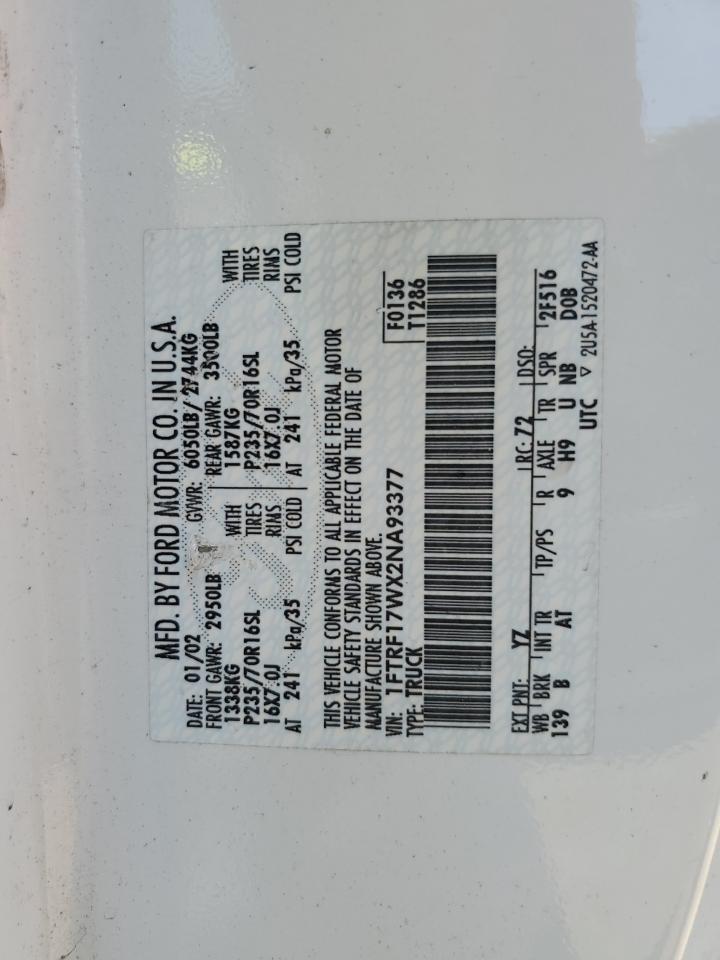 MFD. BY FORD MOTOR CO. IN U.S.A.
DATE: 01/02 GVWR: 6050LB/2744KG
FRONT GAWR: 2950LB REAR GAWR: 3500LB
1338KG WITH 1587KG WITH
P235/70R16SL TIRES P235/70R16SL TIRES
16X7.0J RIMS 16X7.0J RIMS
AT 241 kPa/35 PSI COLD AT 241 kPa/35 PSI COLD
THIS VEHICLE CONFORMS TO ALL APPLICABLE FEDERAL MOTOR
VEHICLE SAFETY STANDARDS IN EFFECT ON THE DATE OF
MANUFACTURE SHOWN ABOVE.
VIN: 1FTRF17WX2NA93377 F0136
TYPE: TRUCK T1286
EXT PNT: YZ RC: 72 DSO:
WB BRK INT TR TP/PS R AXLE TR SPR 2F516
139 B AT 9 H9 U NB D0B
UTC ▽ 2U5A-1520472-AA